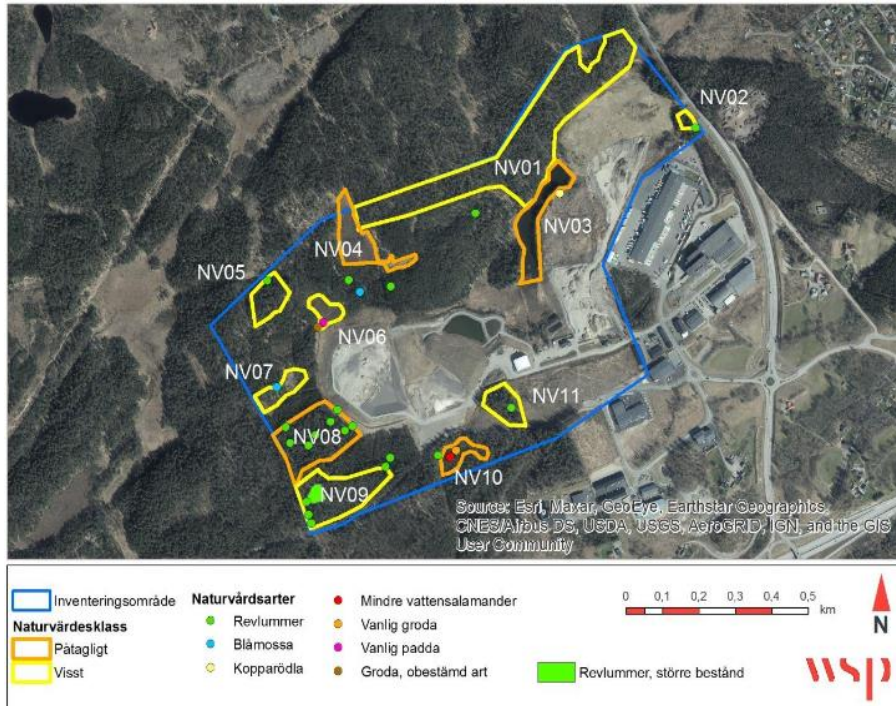 NV02
NV01
NV03
NV04
NV05
NV06
NV07
NV11
NV08
NV10
NV09
Source: Esri, Maxar, GeoEye, Earthstar Geographics,
CNES/Airbus DS, USDA, USGS, AeroGRID, IGN, and the GIS
User Community
Inventeringsområde
Naturvärdesklass
Påtagligt
Visst
Naturvårdsarter
Revlummer
Blåmossa
Kopparödla
Mindre vattensalamander
Vanlig groda
Vanlig padda
Groda, obestämd art
Revlummer, större bestånd
0 0,1 0,2 0,3 0,4 0,5
km
N
wsp